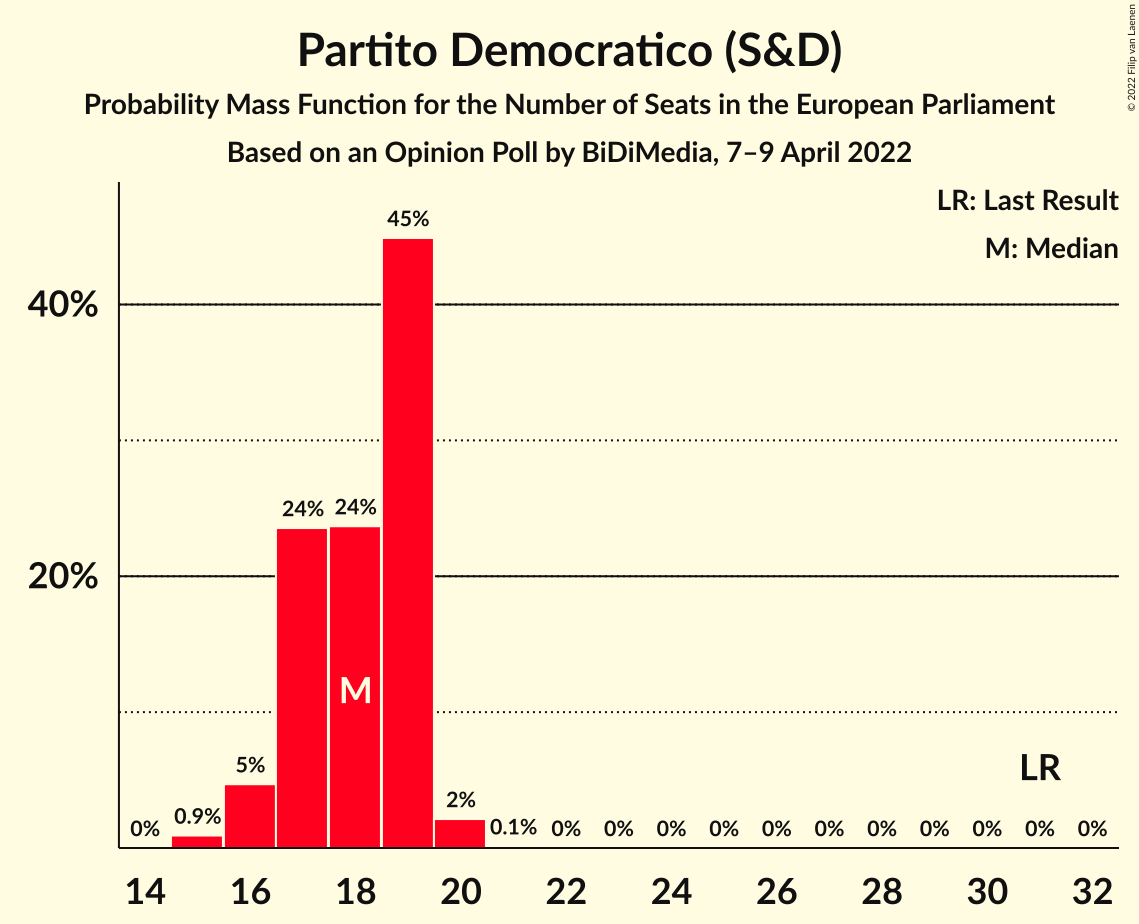 Partito Democratico (S&D)
Probability Mass Function for the Number of Seats in the European Parliament
Based on an Opinion Poll by BiDiMedia, 7–9 April 2022
© 2022 Filip van Laenen
LR: Last Result
M: Median
45%
40%
24% 24%
20%
M
5%
LR
0% 0.9% 2% 0.1% 0% 0% 0% 0% 0% 0% 0% 0% 0% 0% 0%
14 16 18 20 22 24 26 28 30 32